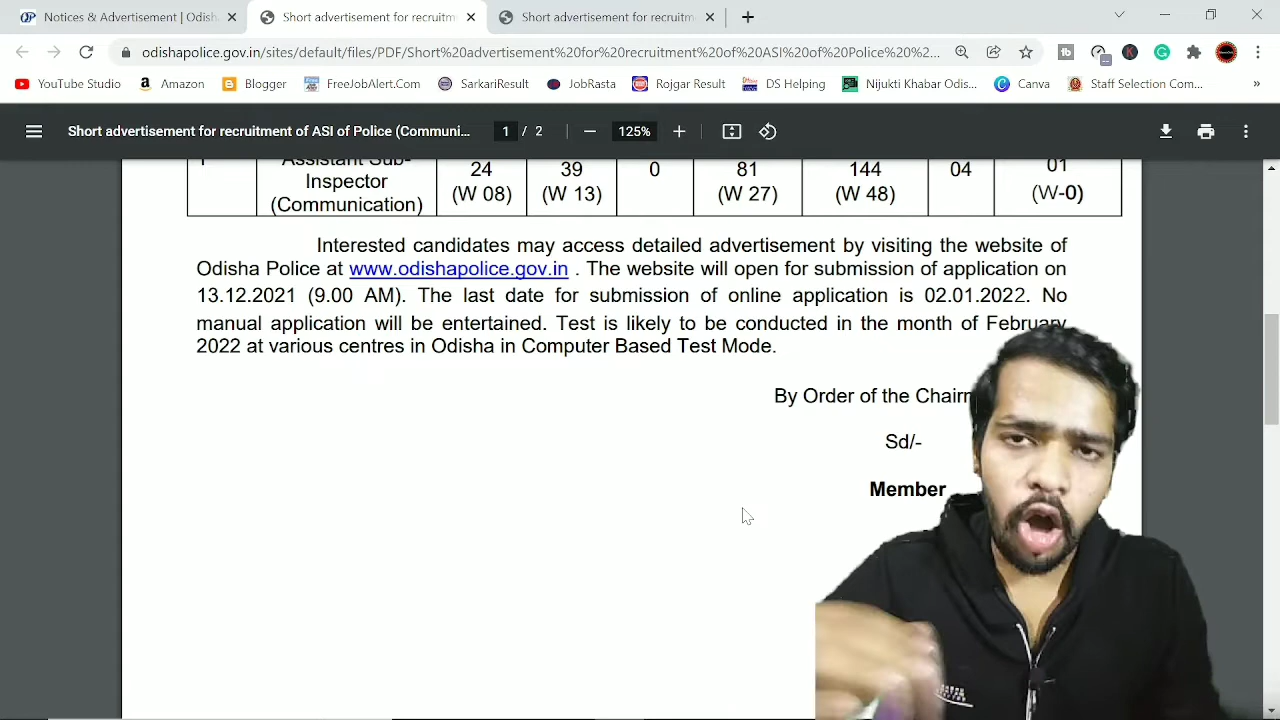 Notices & Advertisement | Odish
Short advertisement for recruitm
Short advertisement for recruitm
odishapolice.gov.in/sites/default/files/PDF/Short%20advertisement%20for%20recruitment%20of%20ASI%20of%20Police%20%2...
YouTube Studio
Amazon
Blogger
FreeJobAlert.Com
SarkariResult
JobRasta
Rojgar Result
DS Helping
Nijukti Khabar Odis...
Canva
Staff Selection Com...
»
Short advertisement for recruitment of ASI of Police (Communi...
1 / 2
125%
1 Assistant Sub- 24 39 0 81 144 04 01
Inspector (W 08) (W 13) (W 27) (W 48) (W-0)
(Communication)
Interested candidates may access detailed advertisement by visiting the website of
Odisha Police at www.odishapolice.gov.in . The website will open for submission of application on
13.12.2021 (9.00 AM). The last date for submission of online application is 02.01.2022. No
manual application will be entertained. Test is likely to be conducted in the month of February
2022 at various centres in Odisha in Computer Based Test Mode.
By Order of the Chairm
Sd/-
Member